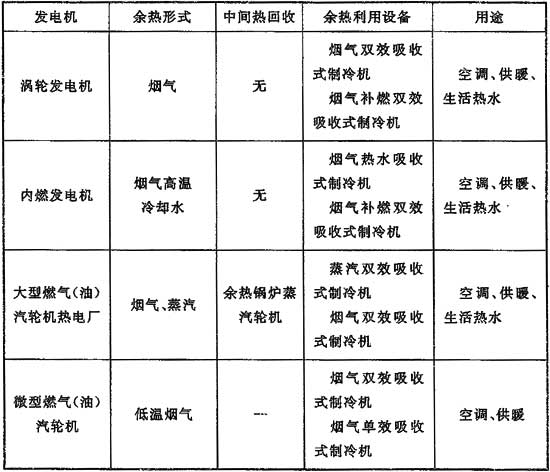 发电机 余热形式 中间热回收 余热利用设备 用途
涡轮发电机 烟气 无 烟气双效吸收
式制冷机
烟气补燃双效
吸收式制冷机 空调、供暖、
生活热水
内燃发电机 烟气高温
冷却水 无 烟气热水吸收
式制冷机
烟气补燃双效
吸收式制冷机 空调、供暖、
生活热水
大型燃气(油)
汽轮机热电厂 烟气、蒸汽 余热锅炉蒸
汽轮机 蒸汽双效吸收
式制冷机
烟气双效吸收
式制冷机 空调、供暖、
生活热水
微型燃气(油)
汽轮机 低温烟气 — 烟气双效吸收
式制冷机
烟气单效吸收
式制冷机 空调、供暖